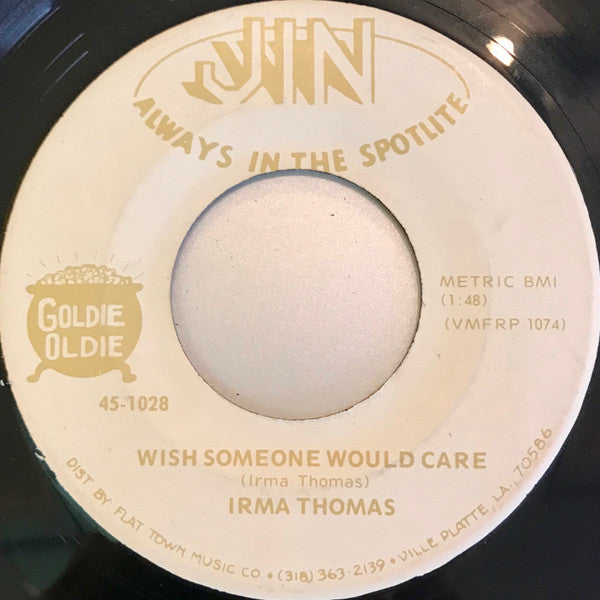 JIN
ALWAYS IN THE SPOTLITE
GOLDIE
OLDIE
45-1028
METRIC BMI
(1:48)
(VMFRP-1074)
WISH SOMEONE WOULD CARE
(Irma Thomas)
IRMA THOMAS
DIST BY FLAT TOWN MUSIC CO • (318) 363-2139 • VILLE PLATTE, LA., 70586